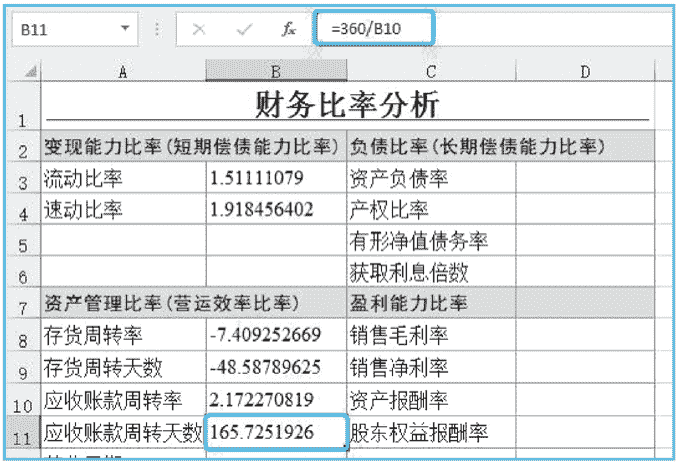 B11 fx =360/B10
A B C D
1 财务比率分析
2 变现能力比率(短期偿债能力比率) 负债比率(长期偿债能力比率)
3 流动比率 1.51111079 资产负债率
4 速动比率 1.918456402 产权比率
5 有形净值债务率
6 获取利息倍数
7 资产管理比率(营运效率比率) 盈利能力比率
8 存货周转率 -7.409252669 销售毛利率
9 存货周转天数 -48.58789625 销售净利率
10 应收账款周转率 2.172270819 资产报酬率
11 应收账款周转天数 165.7251926 股东权益报酬率